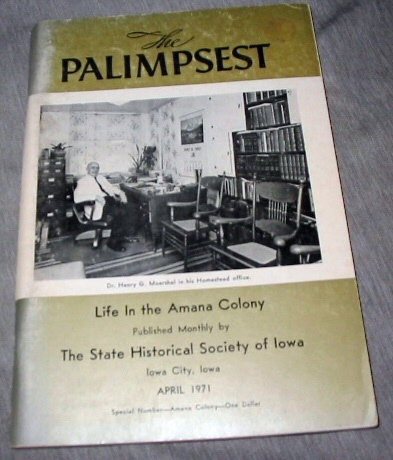 The
PALIMPSEST
Dr. Henry G. Moershel in his Homestead office.
Life In the Amana Colony
Published Monthly by
The State Historical Society of Iowa
Iowa City, Iowa
APRIL 1971
Special Number—Amana Colony—One Dollar